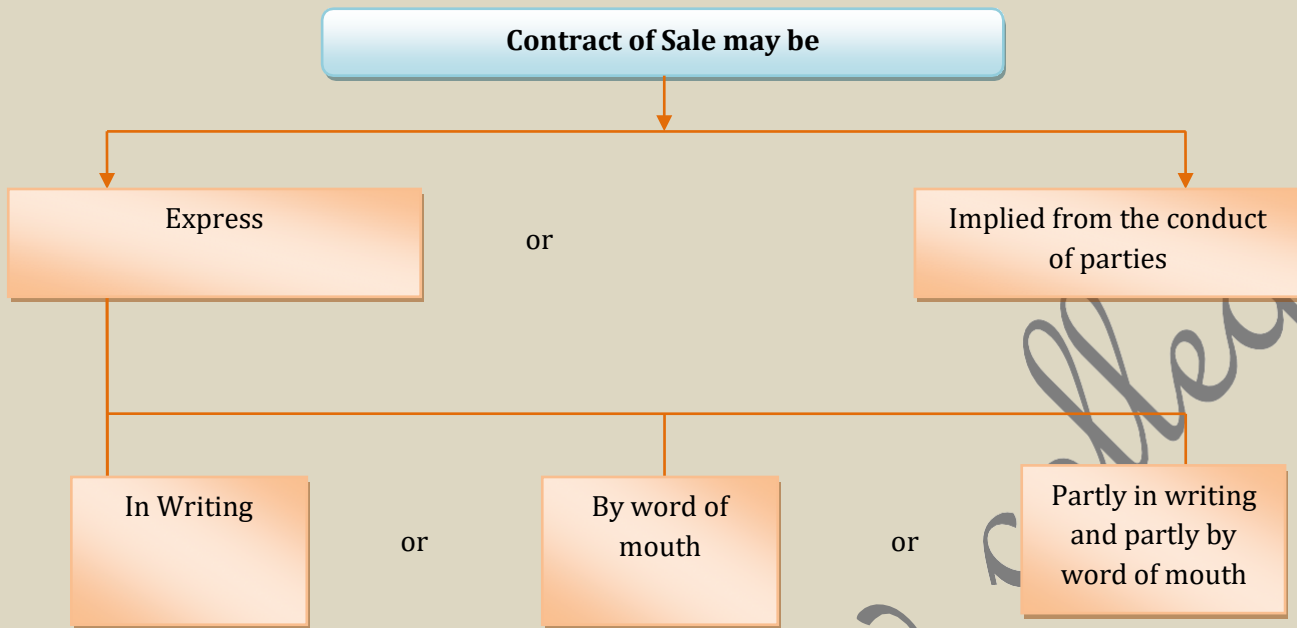 Contract of Sale may be
Express
or
Implied from the conduct
of parties
In Writing
or
By word of
mouth
or
Partly in writing
and partly by
word of mouth